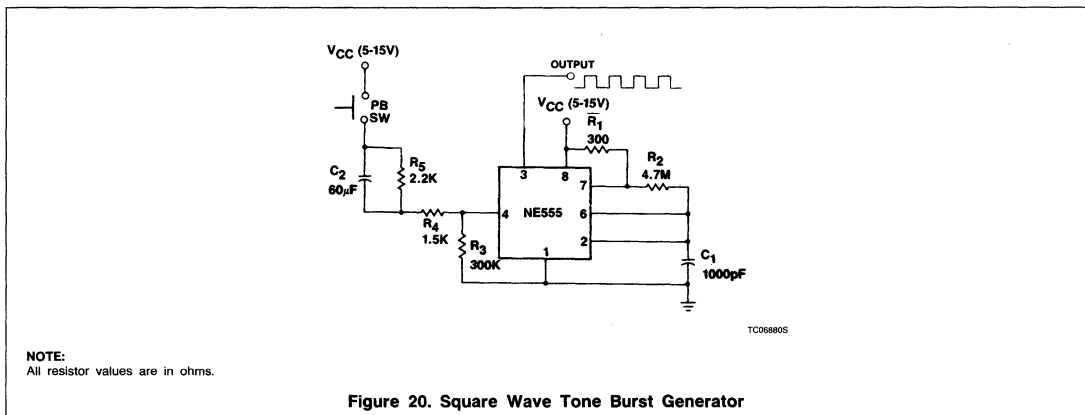 V_CC (5-15V)
PB
SW
C₂
60μF
R₅
2.2K
R₄
1.5K
R₃
300K
OUTPUT
V_CC (5-15V)
R₁
300
R₂
4.7M
3
8
7
4
NE555
6
2
1
C₁
1000pF
TC06880S
NOTE:
All resistor values are in ohms.
Figure 20. Square Wave Tone Burst Generator